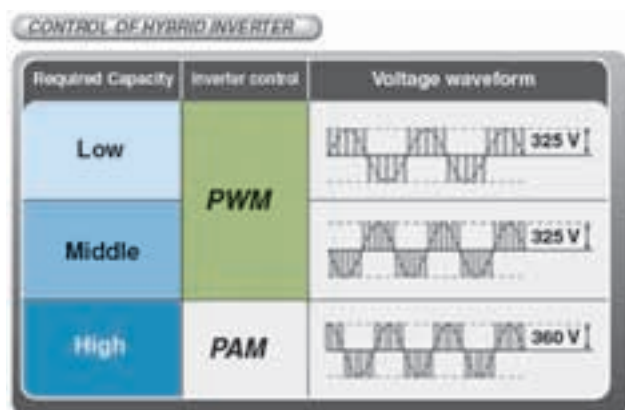 CONTROL OF HYBRID INVERTER
Required Capacity Inverter control Voltage waveform
Low
325 V
PWM
Middle
325 V
High
PAM
360 V